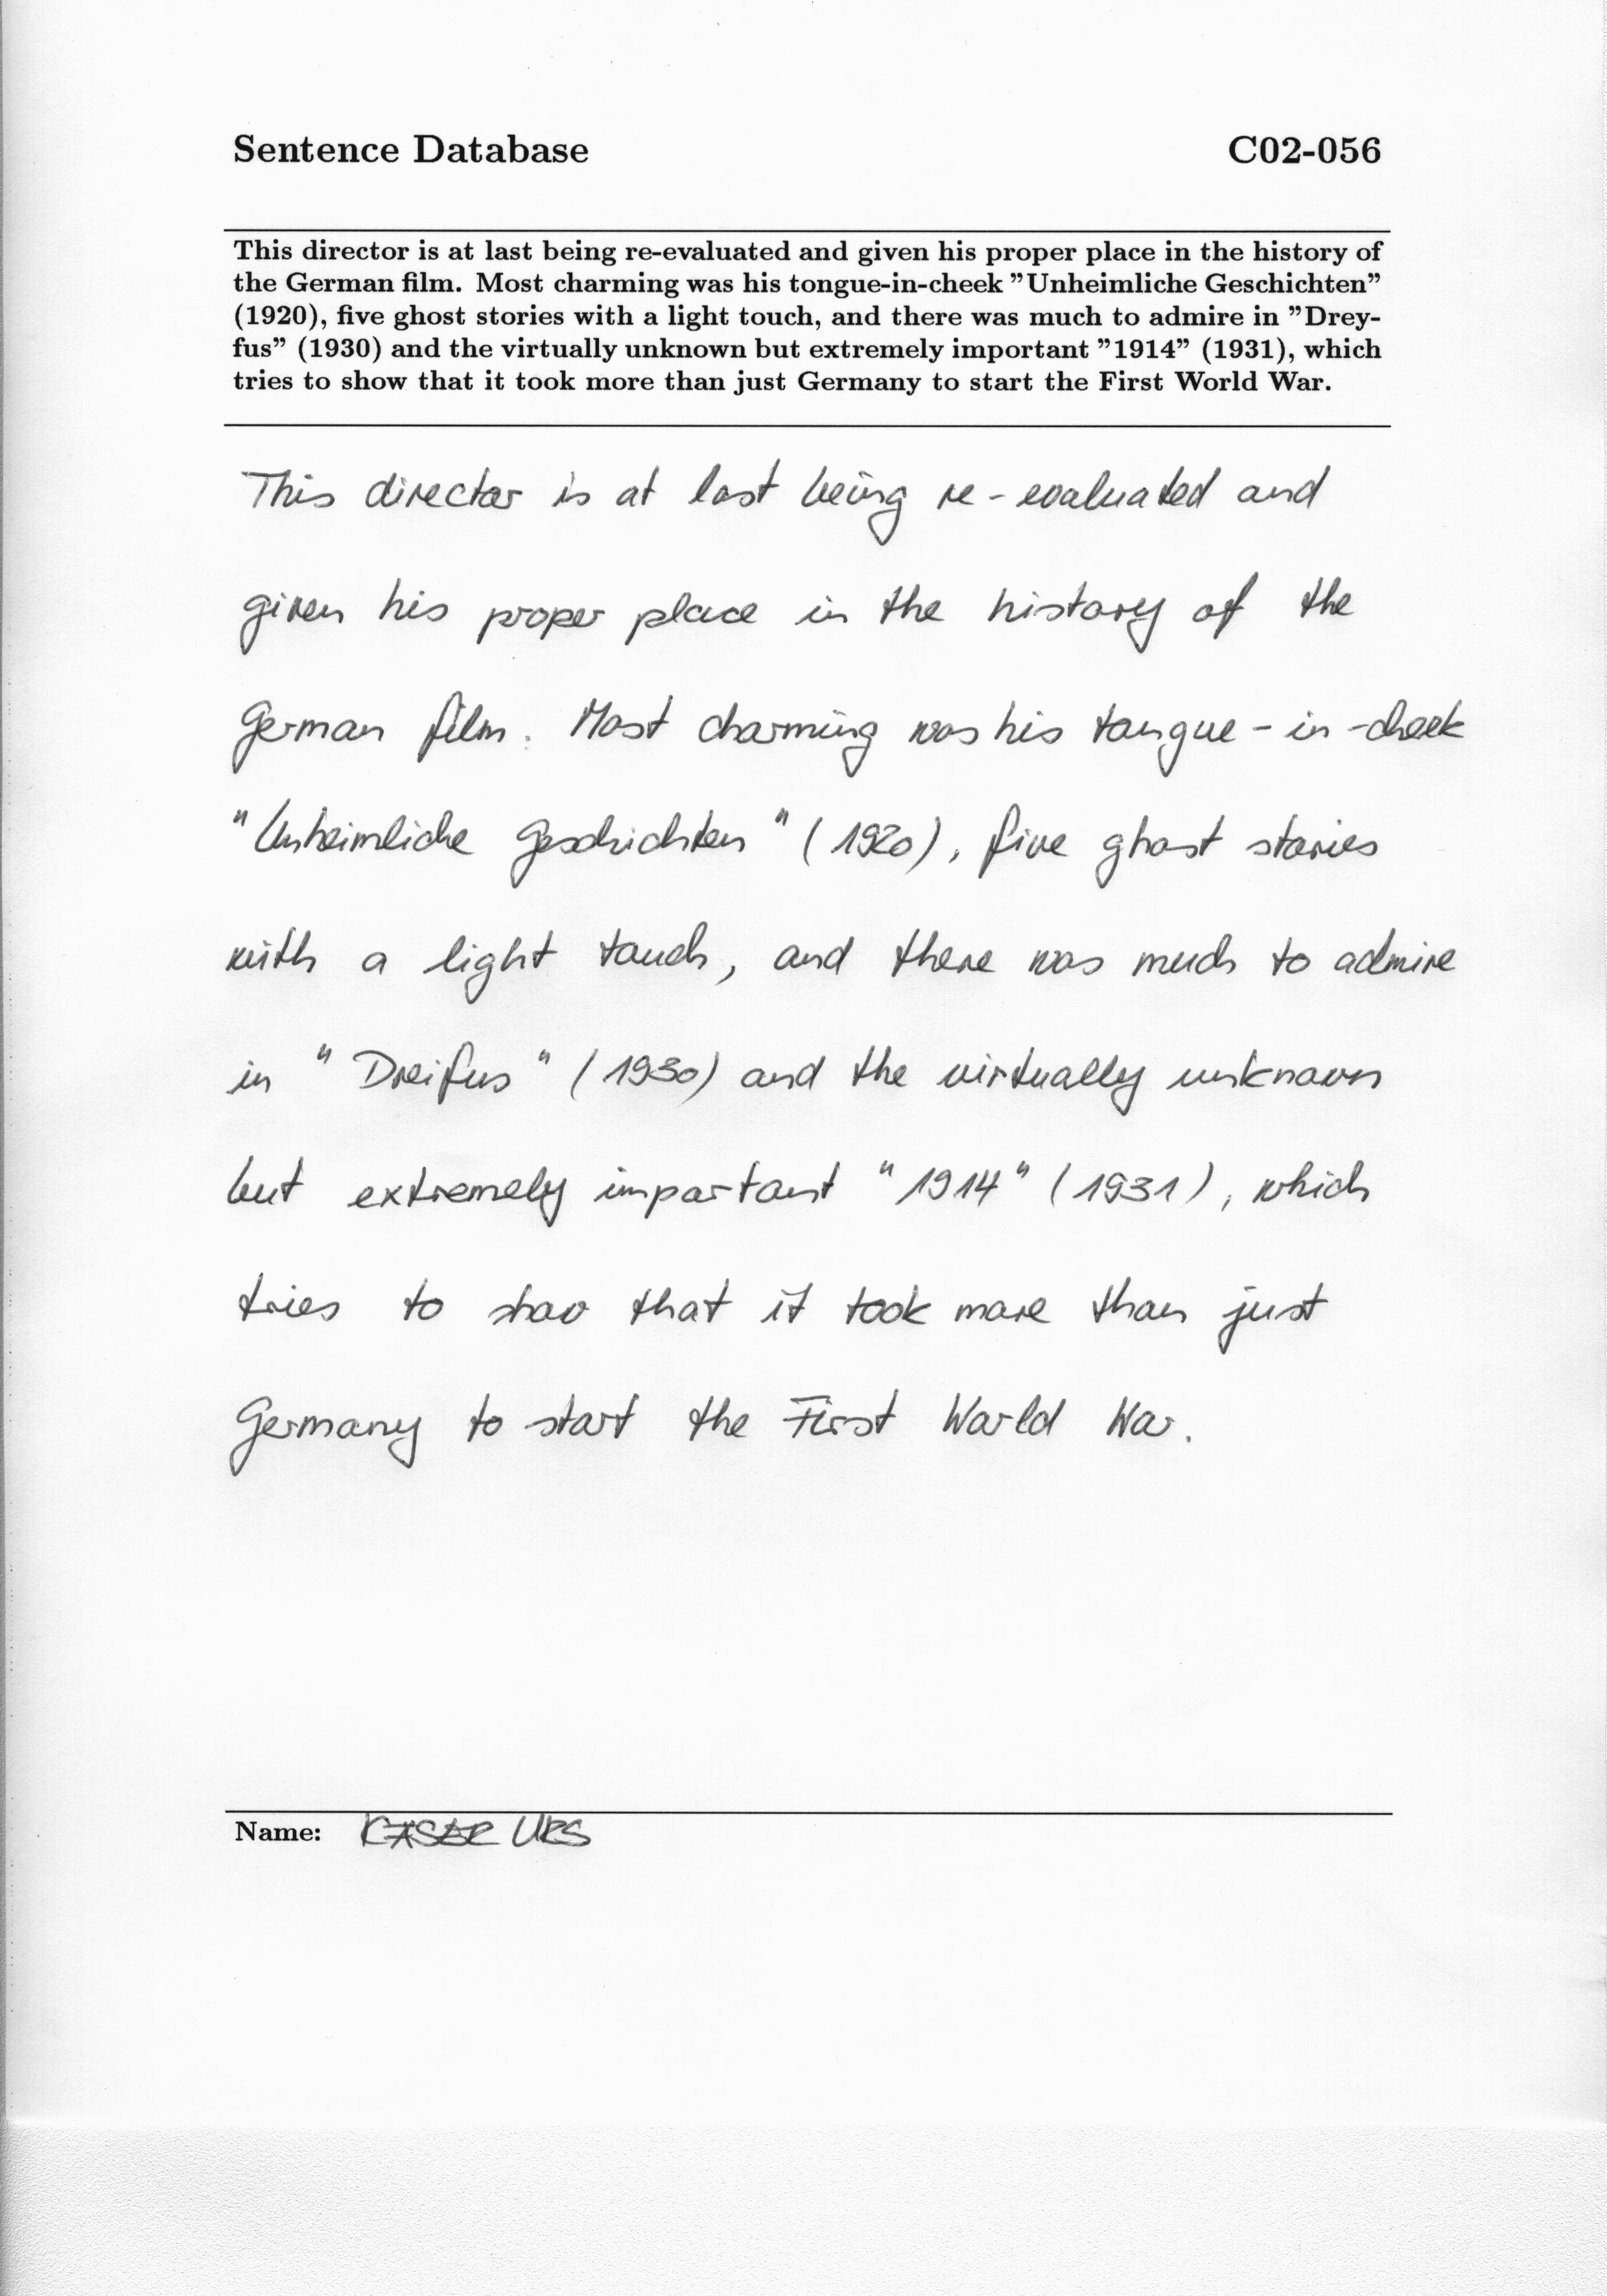 Sentence Database C02-056
This director is at last being re-evaluated and given his proper place in the history of
the German film. Most charming was his tongue-in-cheek "Unheimliche Geschichten"
(1920), five ghost stories with a light touch, and there was much to admire in "Drey-
fus" (1930) and the virtually unknown but extremely important "1914" (1931), which
tries to show that it took more than just Germany to start the First World War.
This director is at last being re-evaluated and
given his proper place in the history of the
German film. Most charming was his tongue-in-cheek
"Unheimliche Geschichten" (1920), five ghost stories
with a light touch, and there was much to admire
in "Dreifus" (1930) and the virtually unknown
but extremely important "1914" (1931), which
tries to show that it took more than just
Germany to start the First World War.
Name: KASER URS